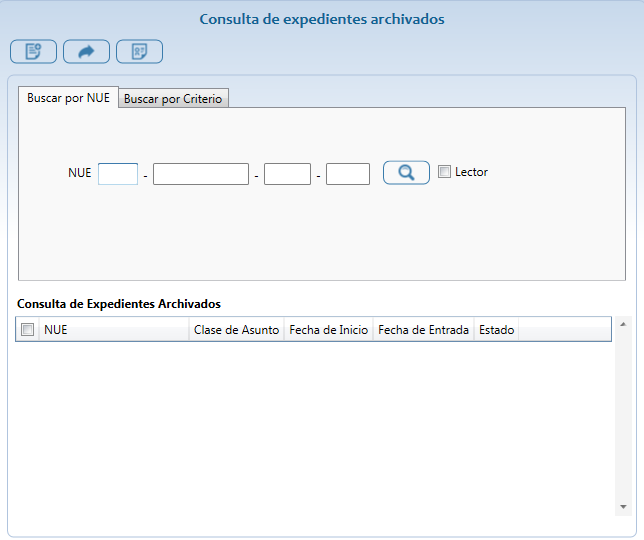 Consulta de expedientes archivados
Buscar por NUE Buscar por Criterio
NUE - - - Lector
Consulta de Expedientes Archivados
NUE Clase de Asunto Fecha de Inicio Fecha de Entrada Estado